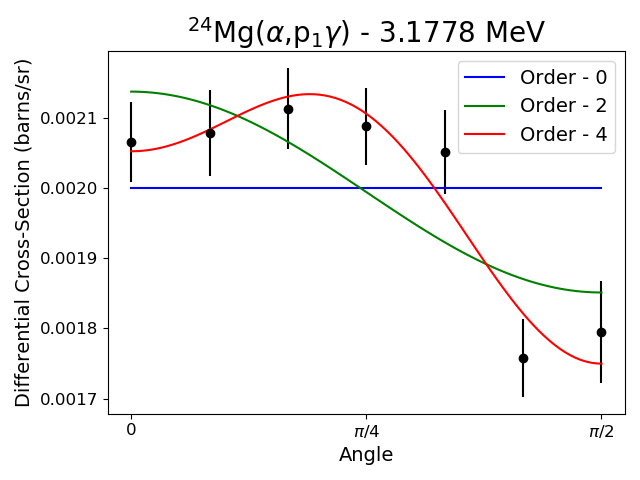 ²⁴Mg(α,p₁γ) - 3.1778 MeV
Differential Cross-Section (barns/sr)
0.0021
0.0020
0.0019
0.0018
0.0017
Order - 0
Order - 2
Order - 4
0
π/4
π/2
Angle